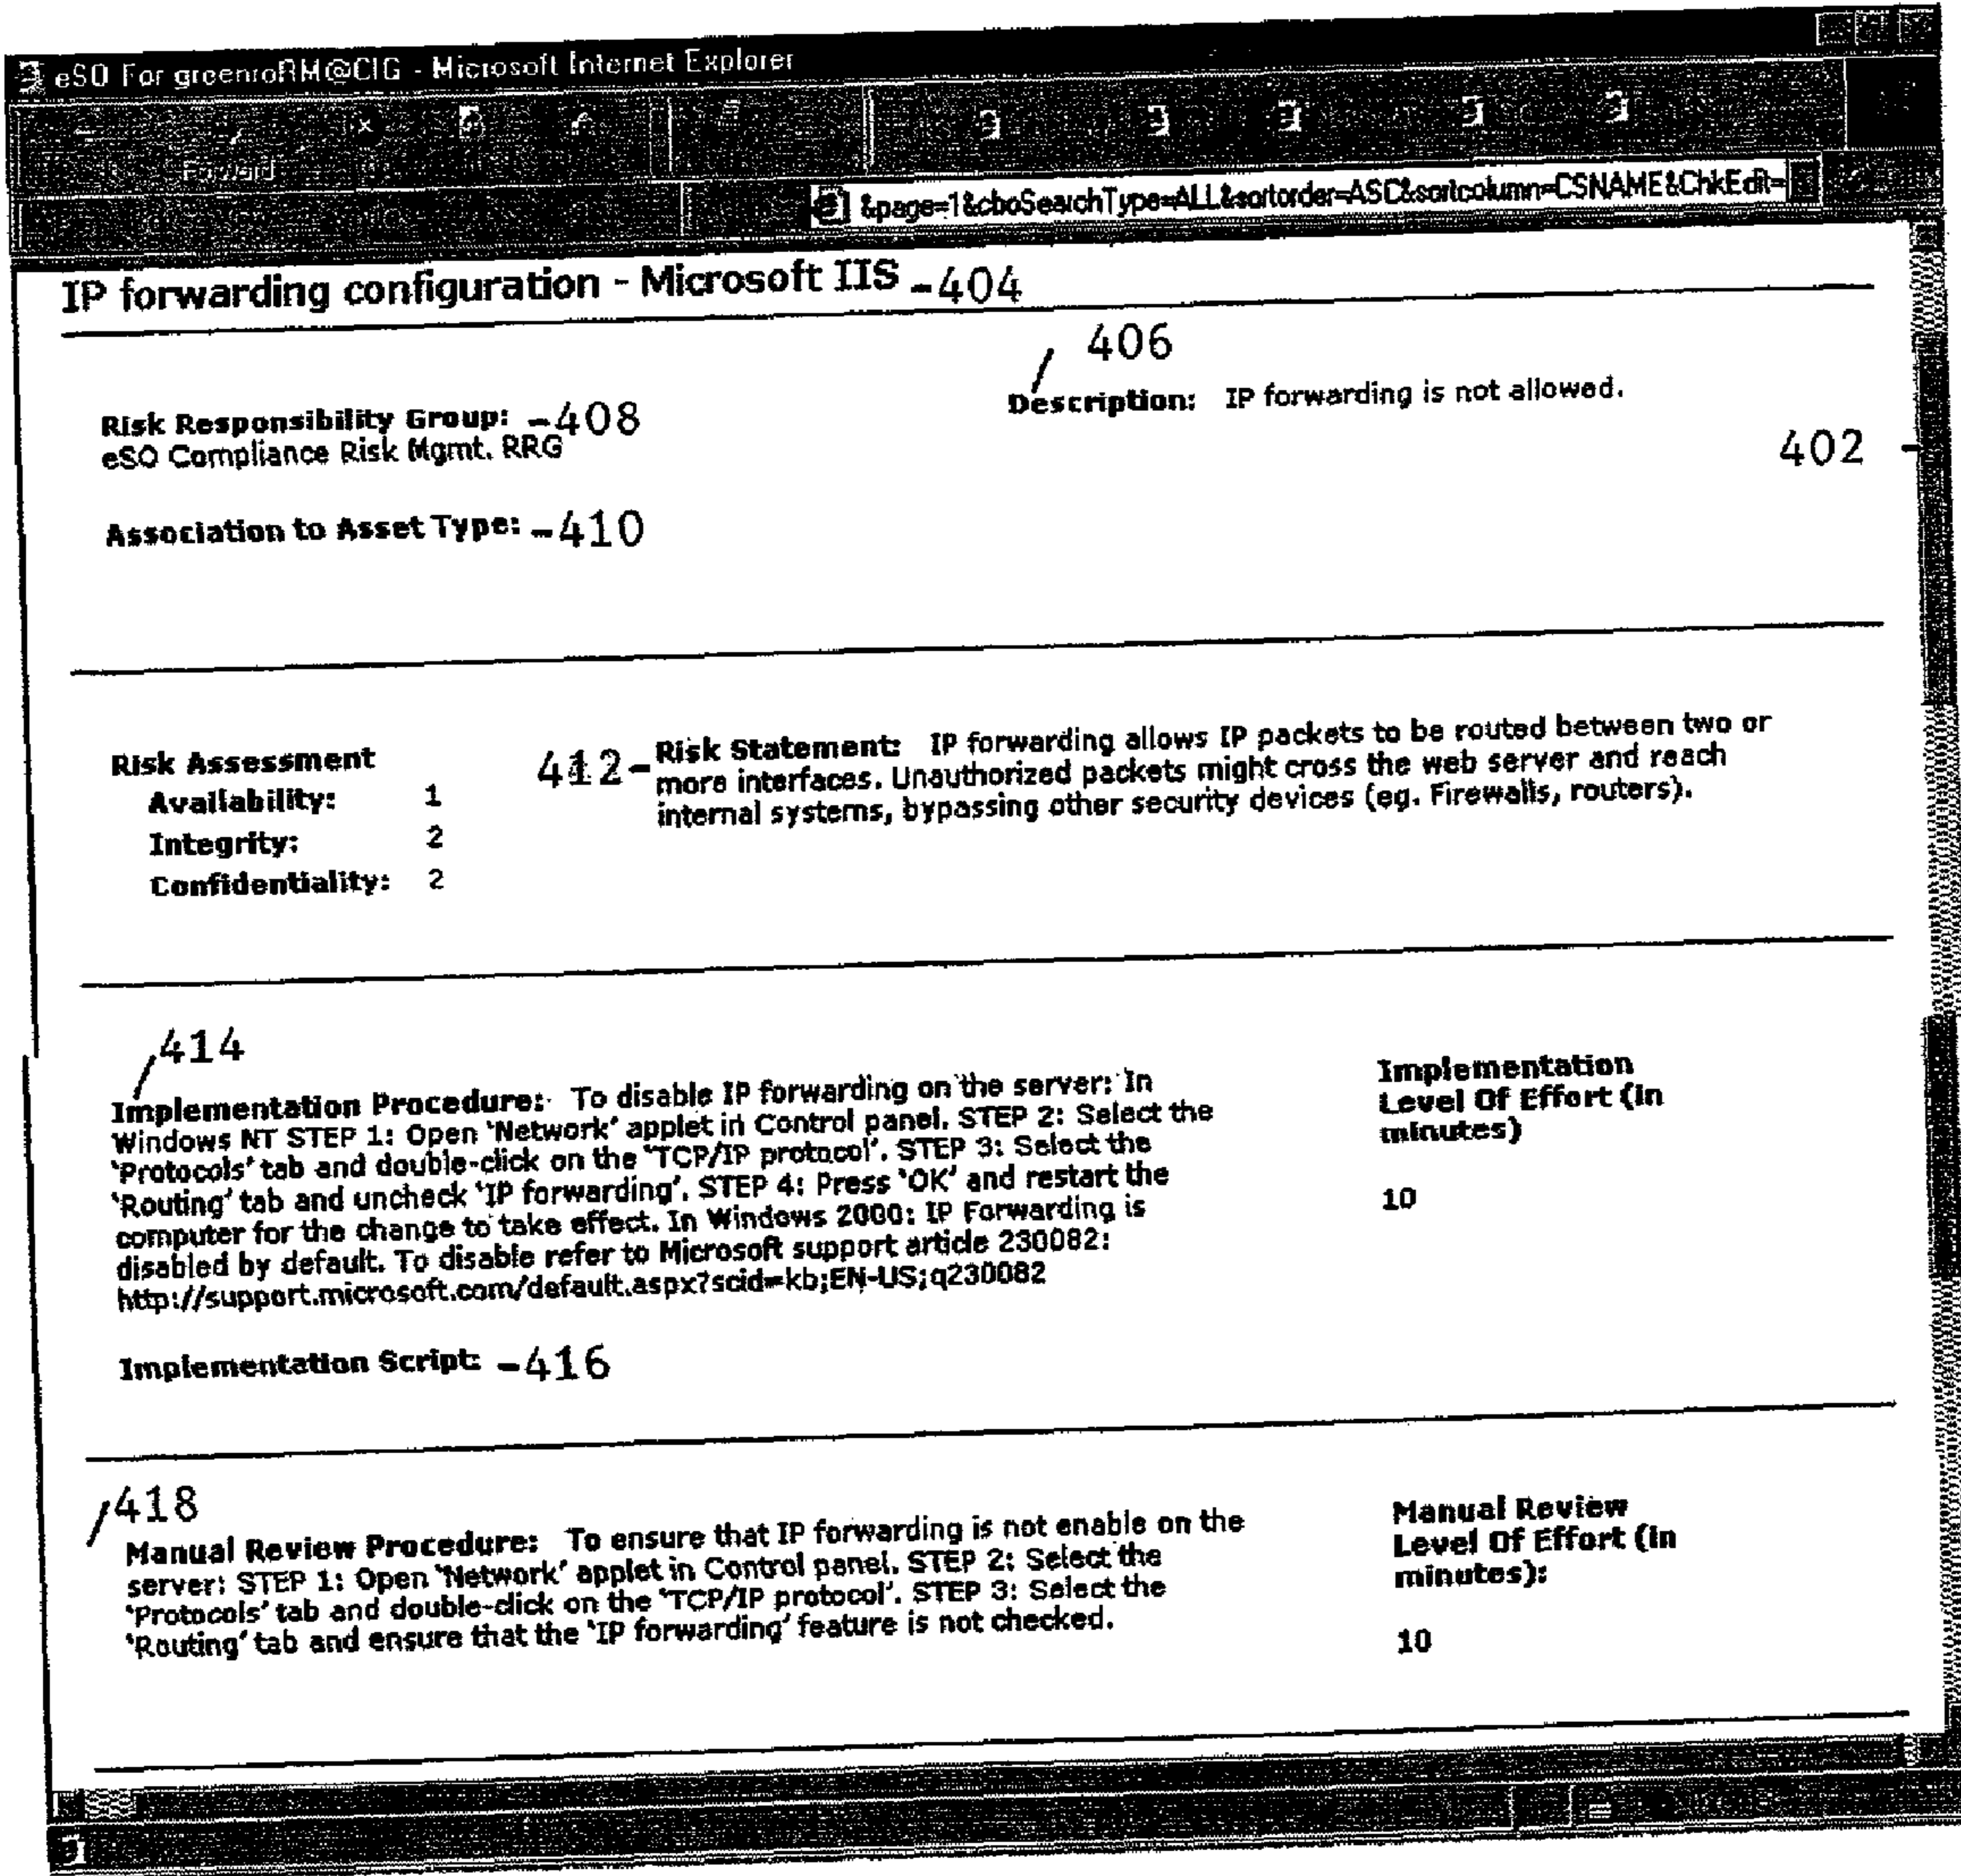 eSO For greenroRM@CIG - Microsoft Internet Explorer
Forward
&page=1&cboSearchType=ALL&sortorder=ASC&sortcolumn=CSNAME&ChkEdit=
IP forwarding configuration - Microsoft IIS -404
406
Description: IP forwarding is not allowed.
Risk Responsibility Group: -408
eSO Compliance Risk Mgmt. RRG
402
Association to Asset Type: -410
Risk Assessment
Availability: 1
Integrity: 2
Confidentiality: 2
412- Risk Statement: IP forwarding allows IP packets to be routed between two or
more interfaces. Unauthorized packets might cross the web server and reach
internal systems, bypassing other security devices (eg. Firewalls, routers).
414
Implementation Procedure: To disable IP forwarding on the server: In
Windows NT STEP 1: Open 'Network' applet in Control panel. STEP 2: Select the
'Protocols' tab and double-click on the 'TCP/IP protocol'. STEP 3: Select the
'Routing' tab and uncheck 'IP forwarding'. STEP 4: Press 'OK' and restart the
computer for the change to take effect. In Windows 2000: IP Forwarding is
disabled by default. To disable refer to Microsoft support article 230082:
http://support.microsoft.com/default.aspx?scid=kb;EN-US;q230082
Implementation
Level Of Effort (in
minutes)
10
Implementation Script: -416
418
Manual Review Procedure: To ensure that IP forwarding is not enable on the
server: STEP 1: Open 'Network' applet in Control panel. STEP 2: Select the
'Protocols' tab and double-click on the 'TCP/IP protocol'. STEP 3: Select the
'Routing' tab and ensure that the 'IP forwarding' feature is not checked.
Manual Review
Level Of Effort (in
minutes):
10